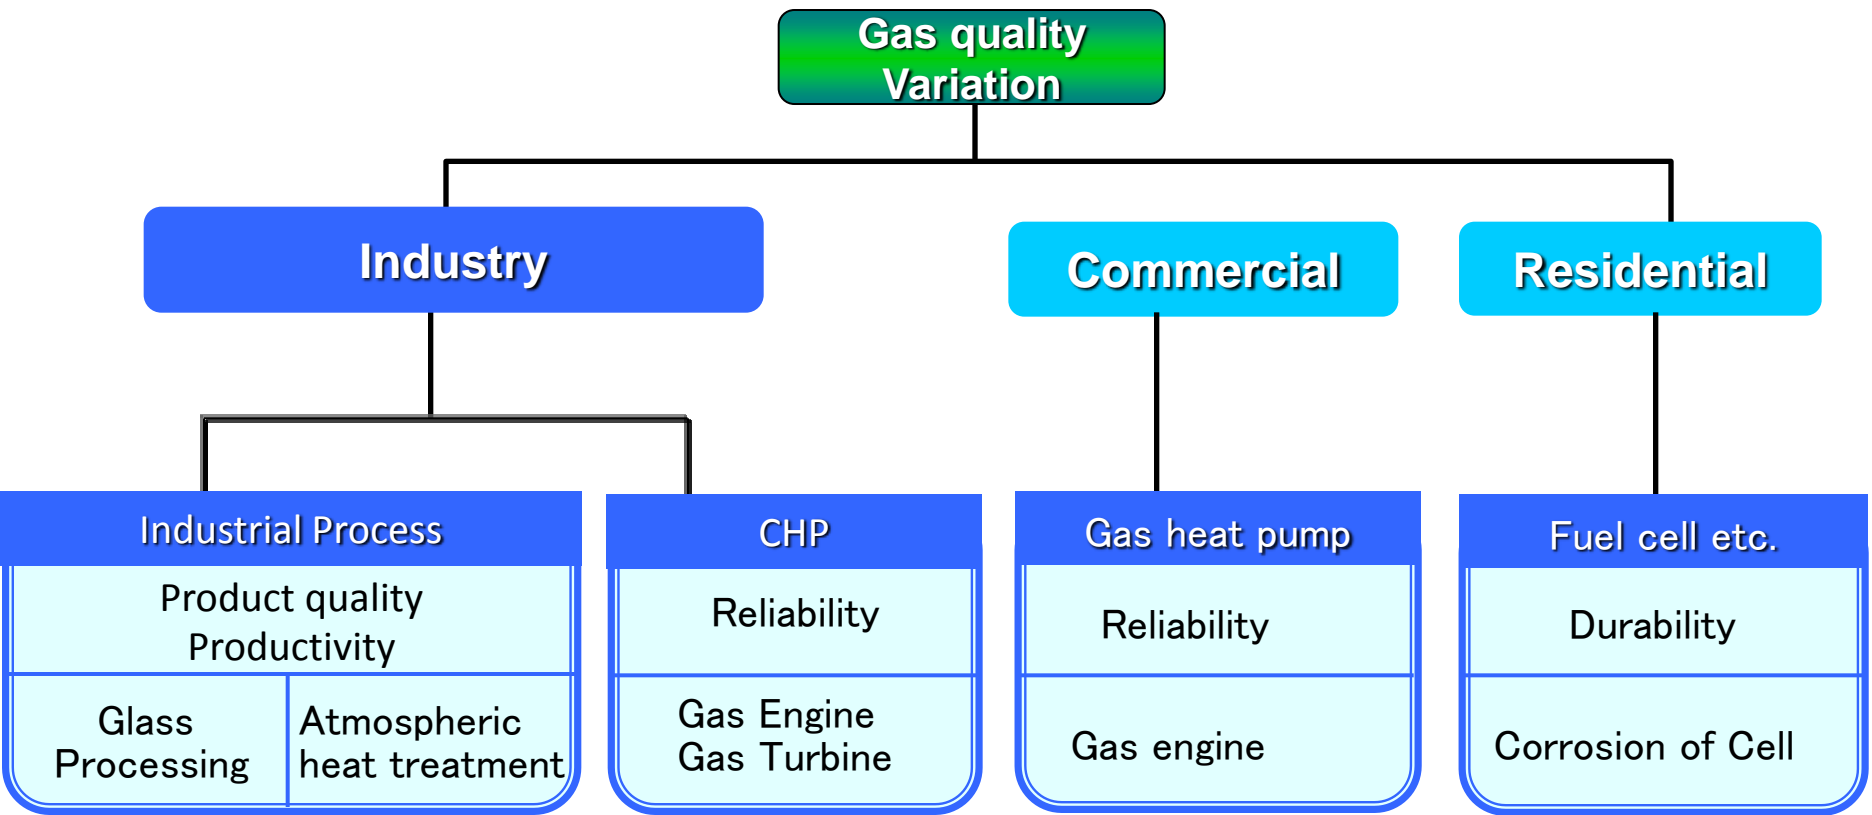 Gas quality
Variation
Industry
Commercial
Residential
Industrial Process
CHP
Gas heat pump
Fuel cell etc.
Product quality
Productivity
Reliability
Reliability
Durability
Glass
Processing
Atmospheric
heat treatment
Gas Engine
Gas Turbine
Gas engine
Corrosion of Cell